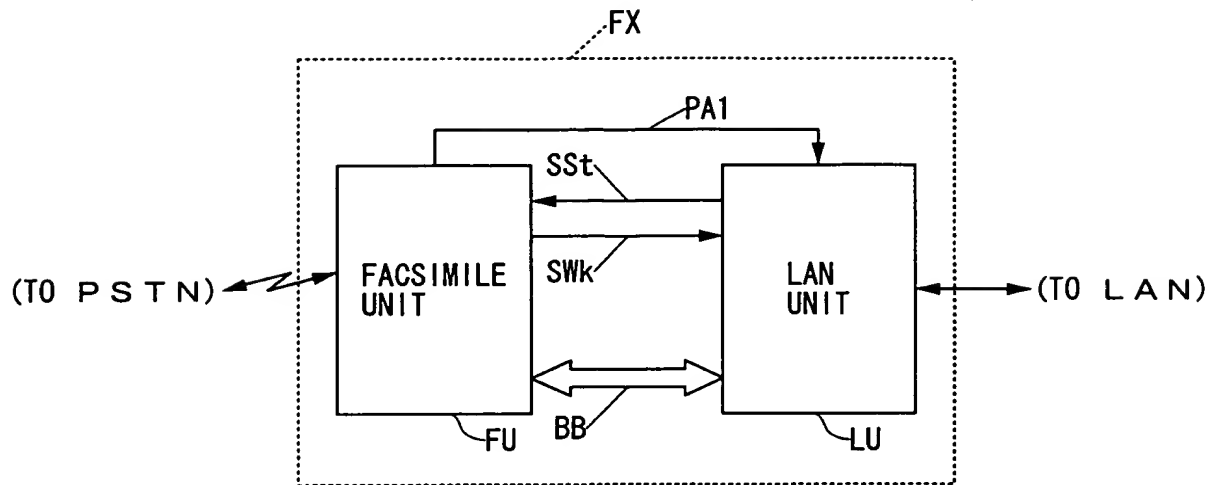 FX
PA1
SSt
SWk
FACSIMILE
UNIT
LAN
UNIT
(TO PSTN)
(TO LAN)
BB
FU
LU